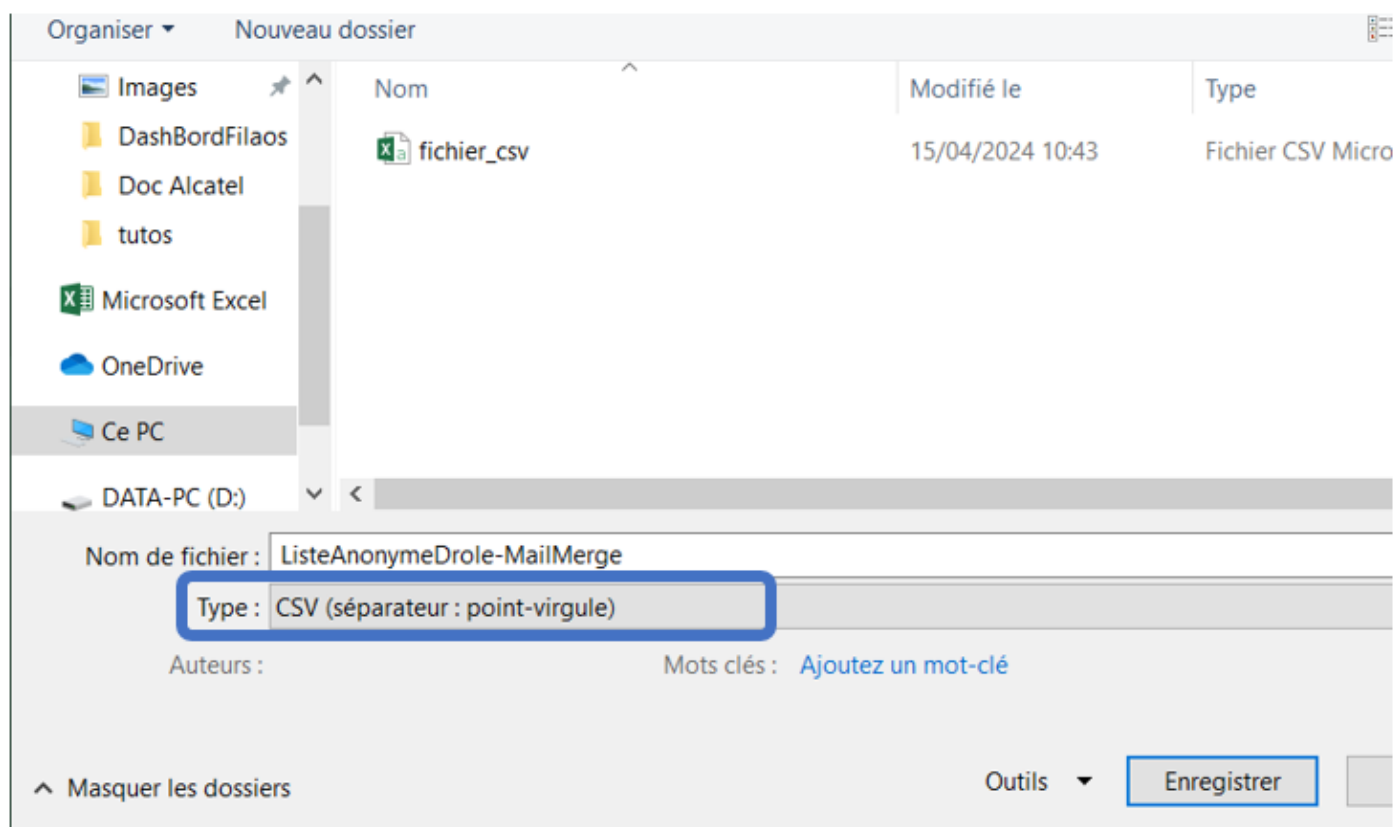 Organiser Nouveau dossier
Images
DashBordFilaos
Doc Alcatel
tutos
Microsoft Excel
OneDrive
Ce PC
DATA-PC (D:)
Nom Modifié le Type
fichier_csv 15/04/2024 10:43 Fichier CSV Micro
Nom de fichier : ListeAnonymeDrole-MailMerge
Type : CSV (séparateur : point-virgule)
Auteurs : Mots clés : Ajoutez un mot-clé
Masquer les dossiers Outils Enregistrer